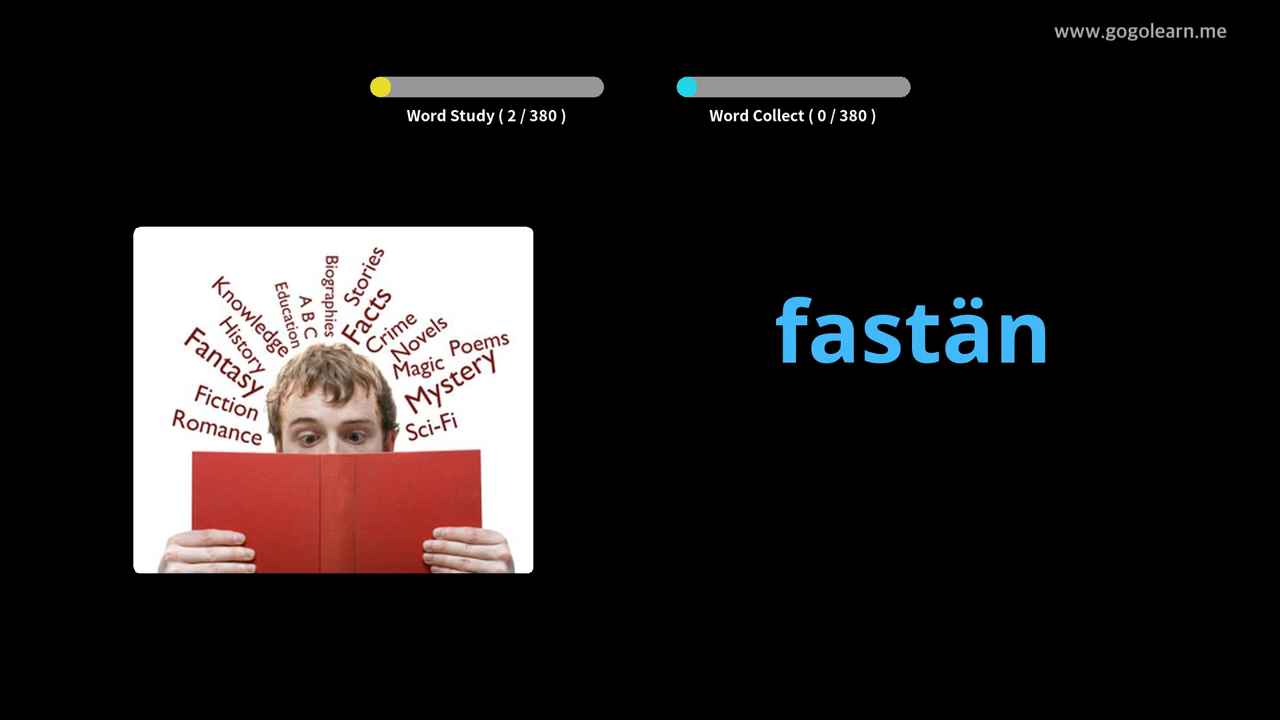 www.gogolearn.me
Word Study ( 2 / 380 )
Word Collect ( 0 / 380 )
fastän
Biographies
Stories
Knowledge
Education
A B C
Facts
Crime
History
Novels
Poems
Fantasy
Magic
Mystery
Fiction
Romance
Sci-Fi